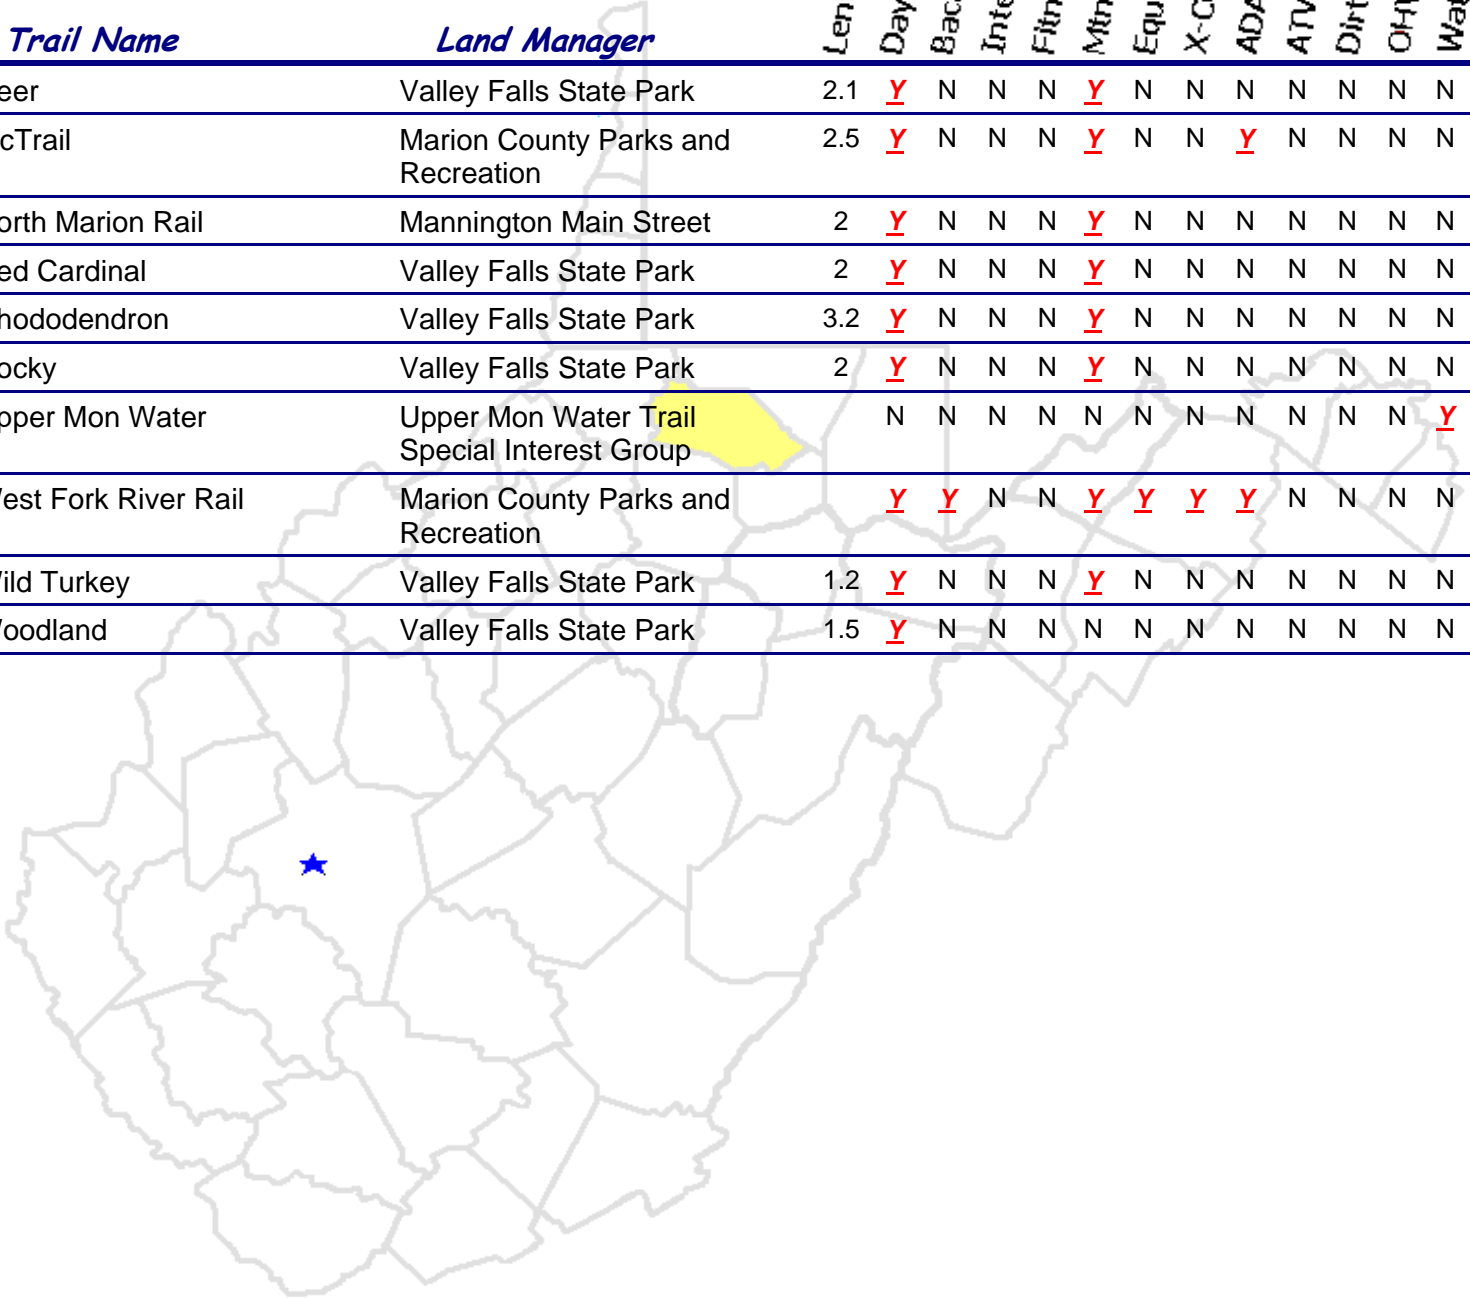 Trail Name Land Manager Len Day Bac Inte Fitn Mtn Equ X-C ADA ATV Dirt OHV Wat
eer Valley Falls State Park 2.1 Y N N N Y N N N N N N N
cTrail Marion County Parks and 2.5 Y N N N Y N N Y N N N N
Recreation
orth Marion Rail Mannington Main Street 2 Y N N N Y N N N N N N N
ed Cardinal Valley Falls State Park 2 Y N N N Y N N N N N N N
hododendron Valley Falls State Park 3.2 Y N N N Y N N N N N N N
ocky Valley Falls State Park 2 Y N N N Y N N N N N N N
pper Mon Water Upper Mon Water Trail N N N N N N N N N N N Y
Special Interest Group
est Fork River Rail Marion County Parks and Y Y N N Y Y Y Y N N N N
Recreation
ild Turkey Valley Falls State Park 1.2 Y N N N Y N N N N N N N
oodland Valley Falls State Park 1.5 Y N N N N N N N N N N N